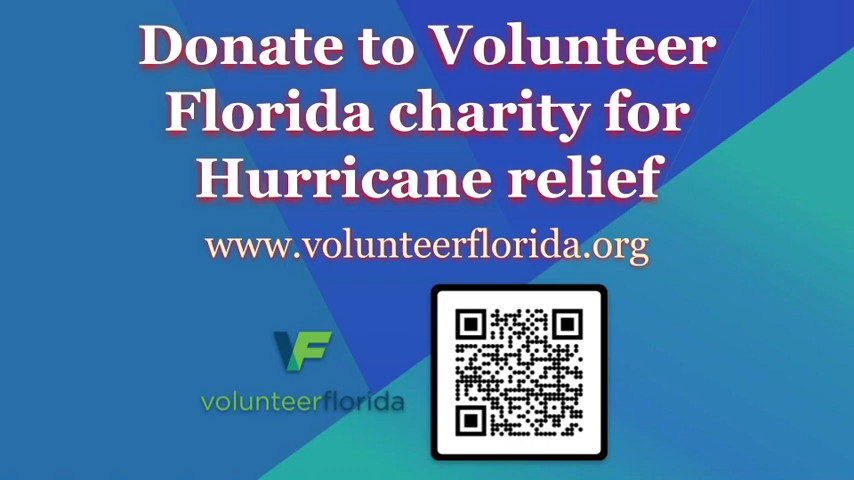 Donate to Volunteer
Florida charity for
Hurricane relief
www.volunteerflorida.org
VF
volunteerflorida